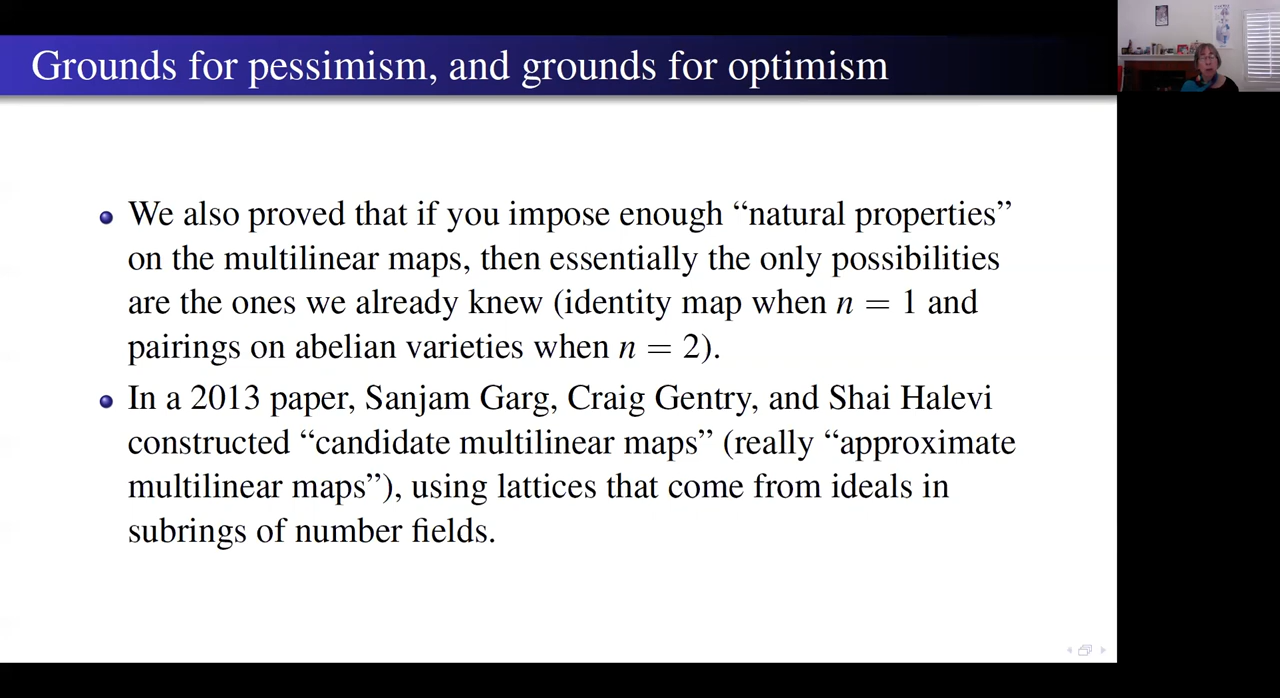 Grounds for pessimism, and grounds for optimism
We also proved that if you impose enough “natural properties”
on the multilinear maps, then essentially the only possibilities
are the ones we already knew (identity map when n = 1 and
pairings on abelian varieties when n = 2).
In a 2013 paper, Sanjam Garg, Craig Gentry, and Shai Halevi
constructed “candidate multilinear maps” (really “approximate
multilinear maps”), using lattices that come from ideals in
subrings of number fields.